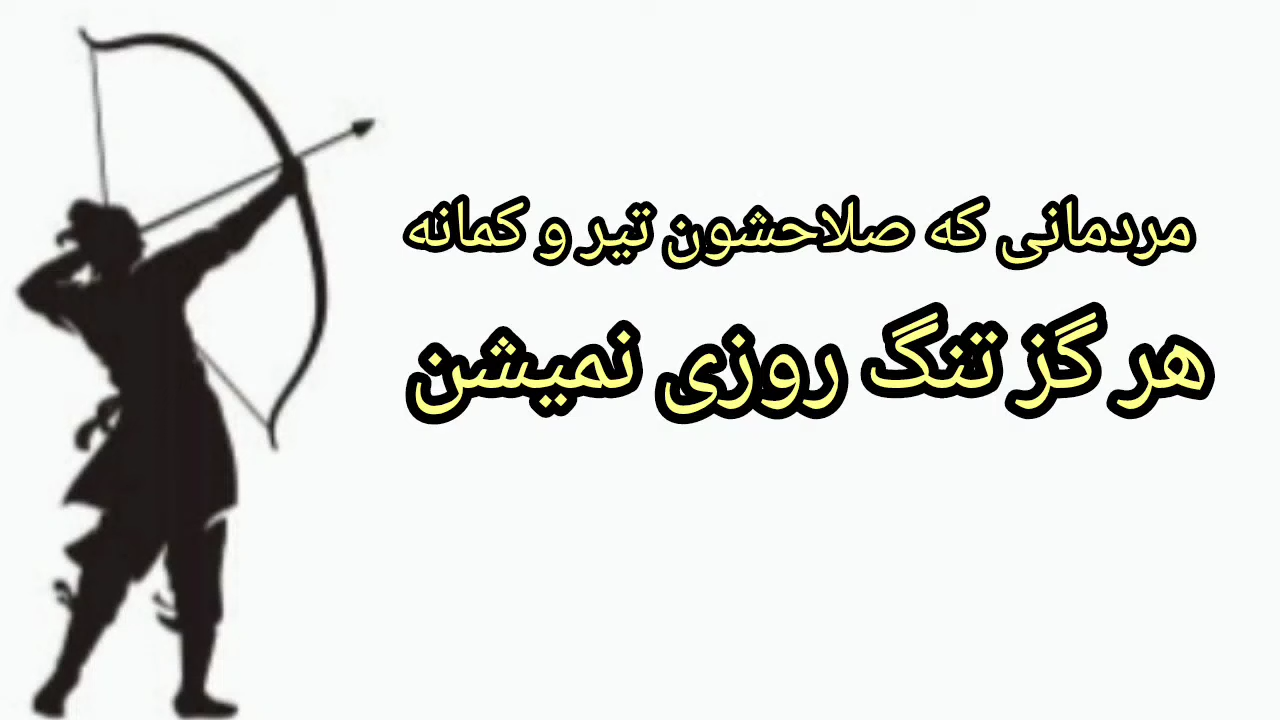 مردمانی که صلاحشون تیر و کمانه
هر گز تنگ روزی نمیشن